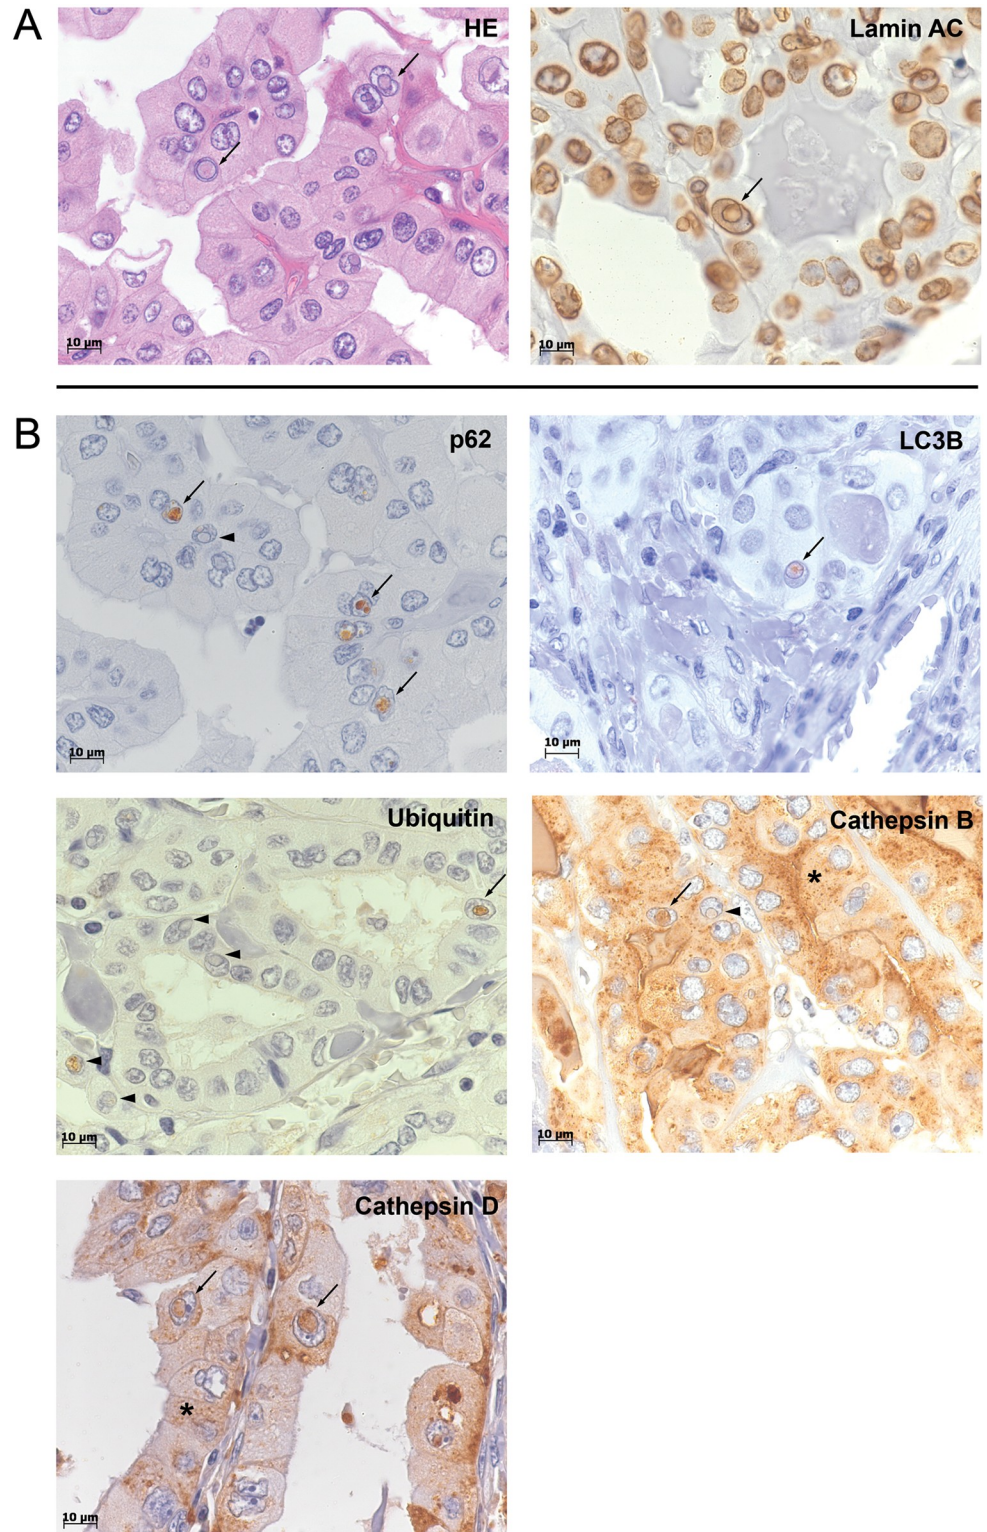 A
HE
Lamin AC
10 µm
10 µm
B
p62
LC3B
10 µm
10 µm
Ubiquitin
Cathepsin B
*
10 µm
10 µm
Cathepsin D
*
10 µm